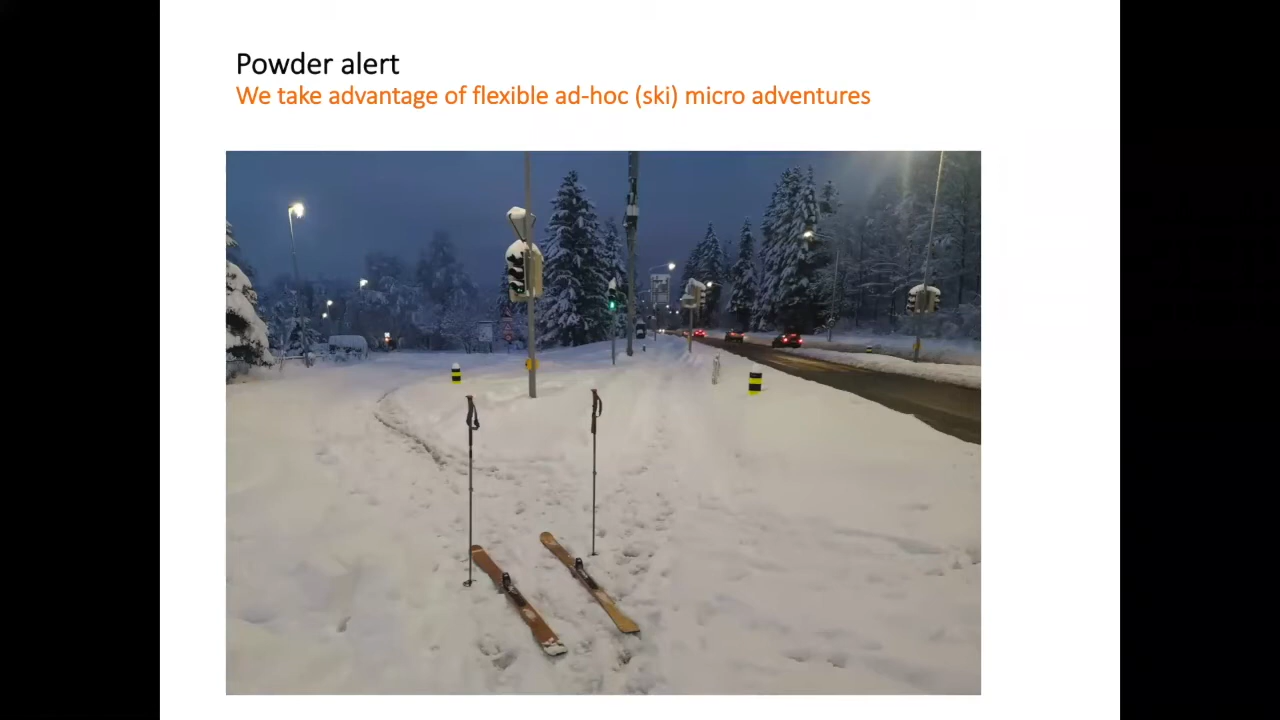 Powder alert
We take advantage of flexible ad-hoc (ski) micro adventures